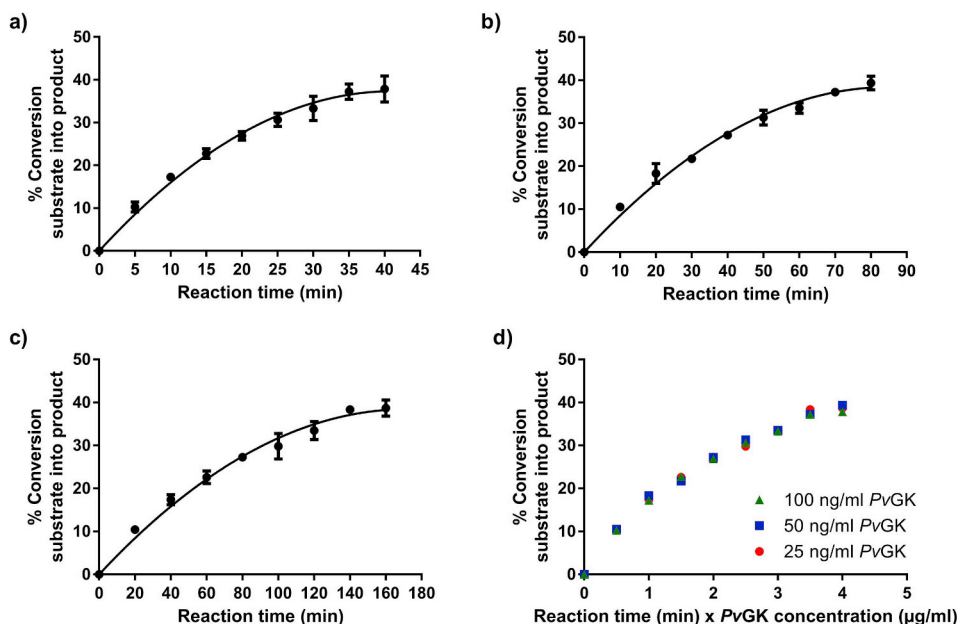 a)
50
40
30
20
10
0
% Conversion
substrate into product
0 5 10 15 20 25 30 35 40 45
Reaction time (min)
b)
50
40
30
20
10
0
% Conversion
substrate into product
0 10 20 30 40 50 60 70 80 90
Reaction time (min)
c)
50
40
30
20
10
0
% Conversion
substrate into product
0 20 40 60 80 100 120 140 160 180
Reaction time (min)
d)
50
40
30
20
10
0
% Conversion
substrate into product
100 ng/ml PvGK
50 ng/ml PvGK
25 ng/ml PvGK
0 1 2 3 4 5
Reaction time (min) x PvGK concentration (µg/ml)